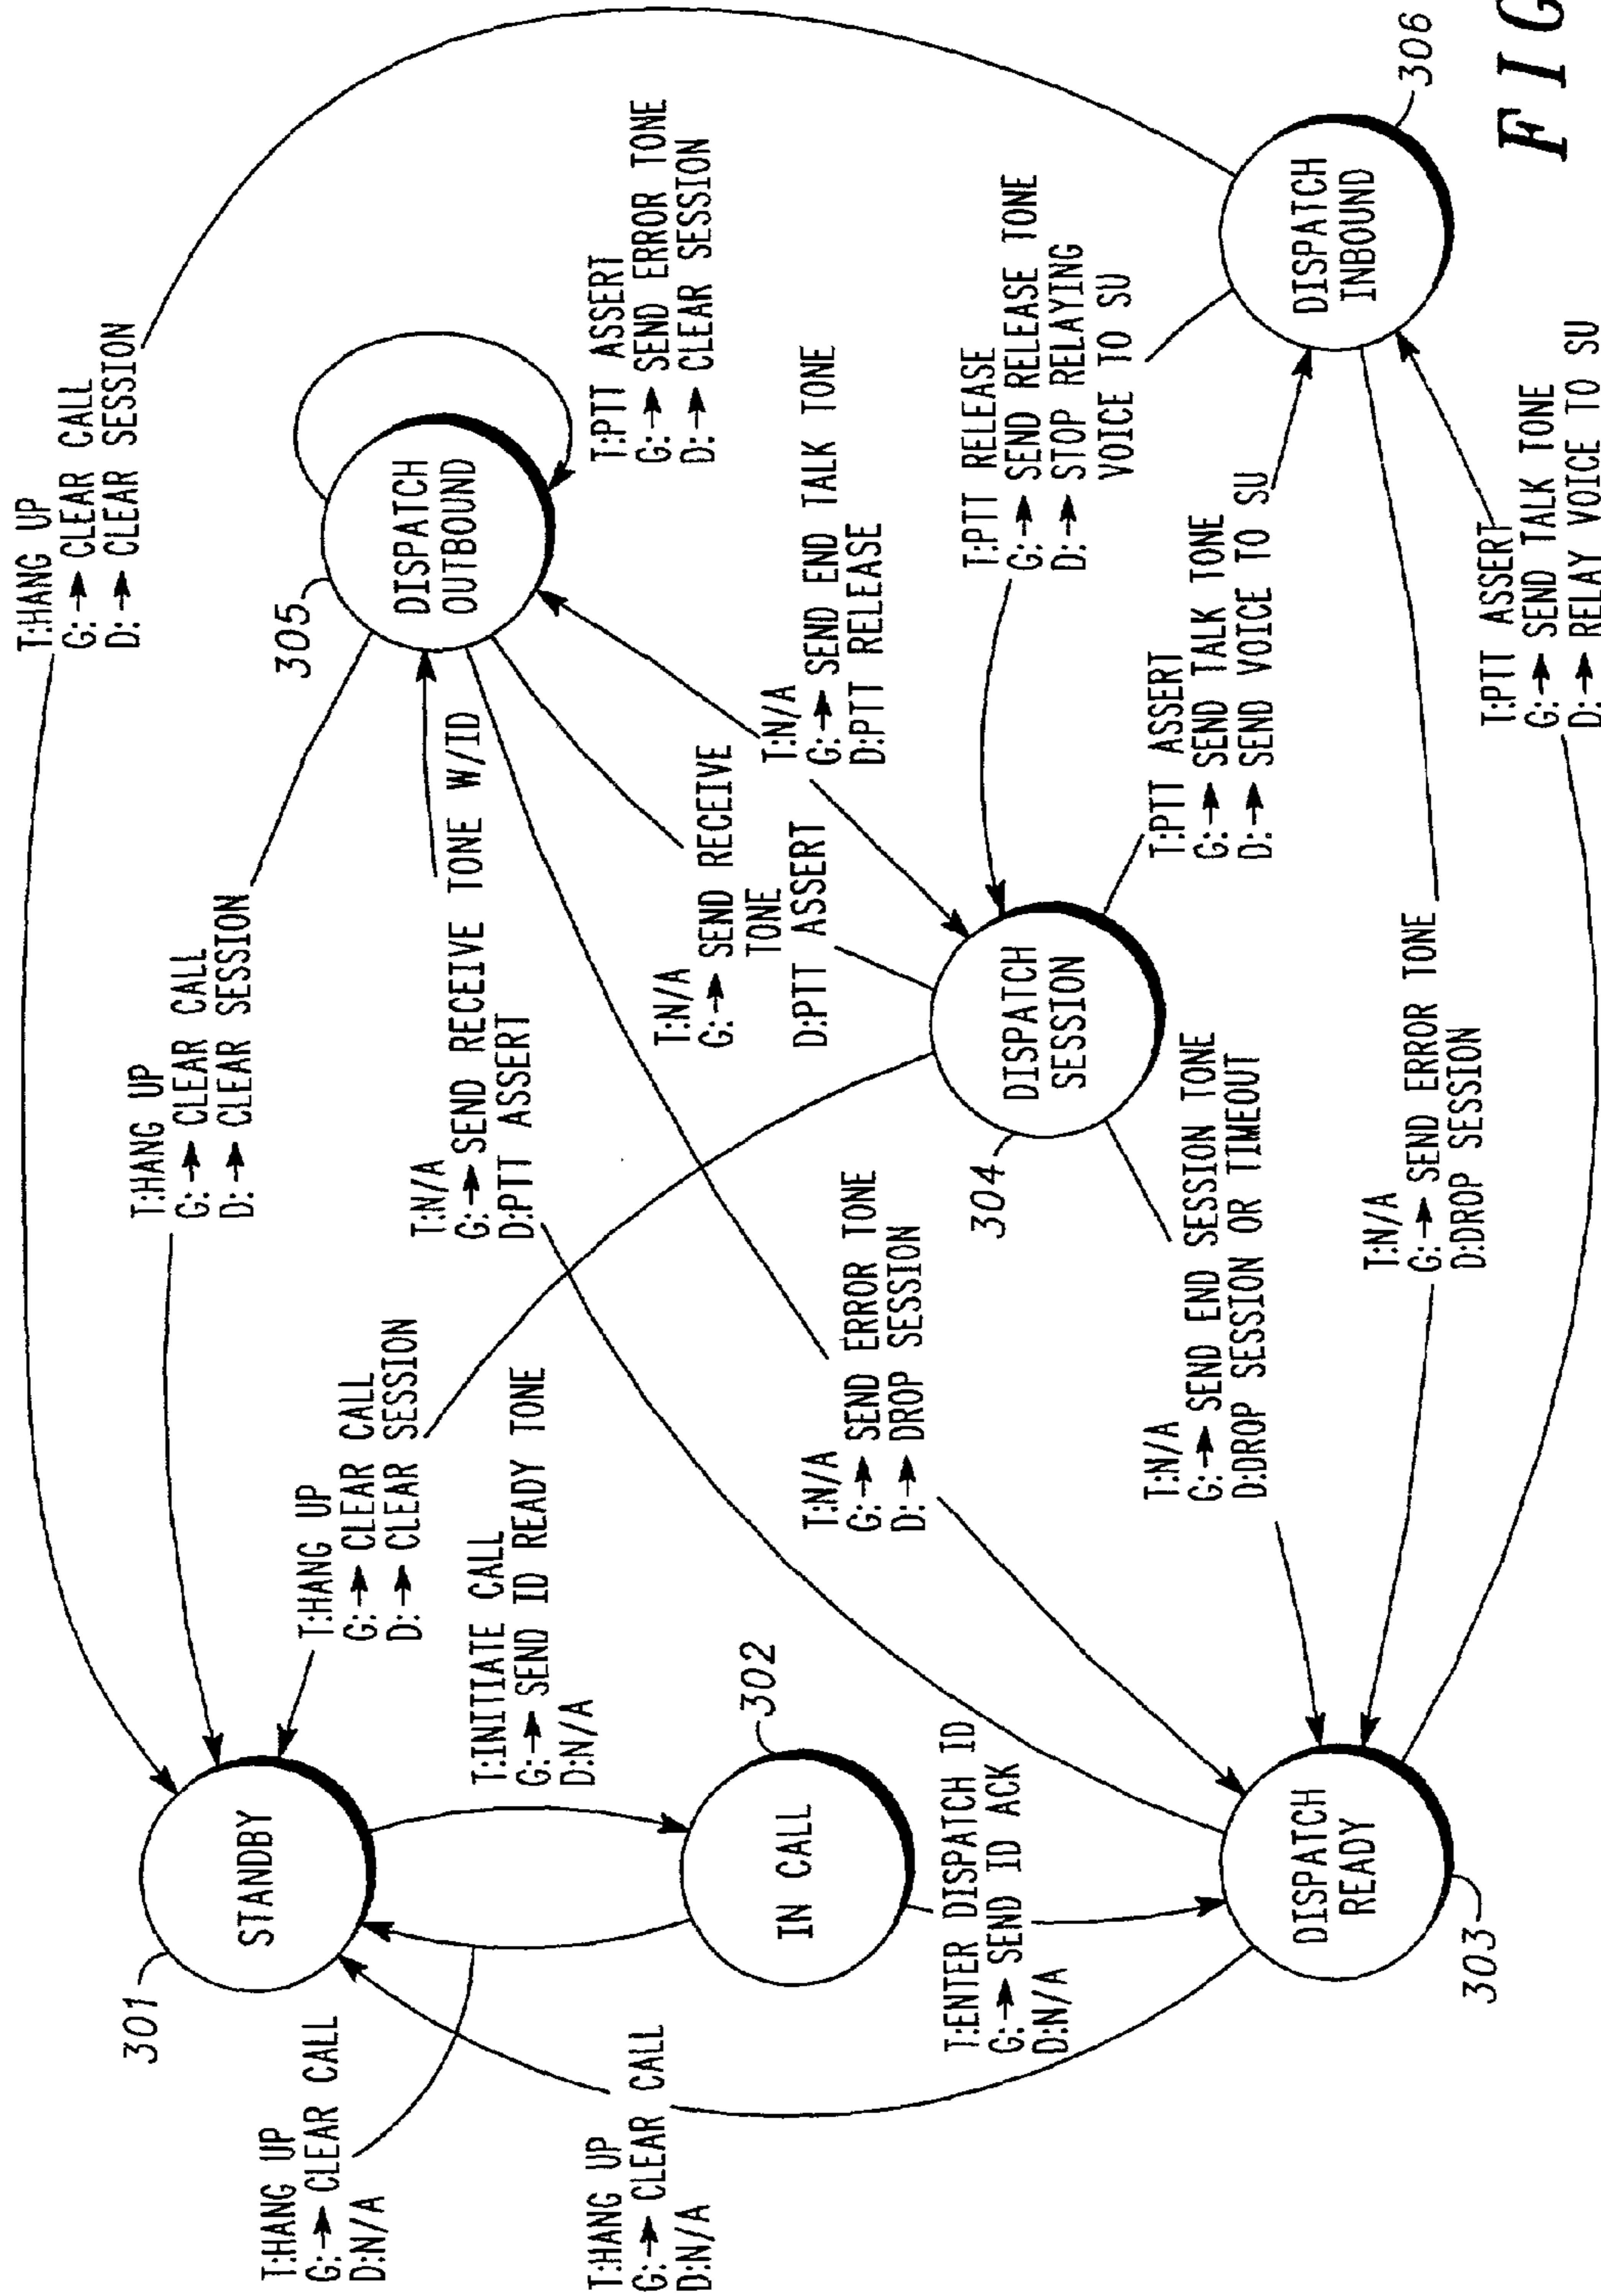 T:HANG UP
G:→CLEAR CALL
D:→CLEAR SESSION
T:HANG UP
G:→CLEAR CALL
D:→CLEAR SESSION
305
DISPATCH
OUTBOUND
T:PTT ASSERT
G:→SEND ERROR TONE
D:→CLEAR SESSION
301
STANDBY
T:HANG UP
G:→CLEAR CALL
D:→CLEAR SESSION
T:HANG UP
G:→CLEAR CALL
D:N/A
T:INITIATE CALL
G:→SEND ID READY TONE
D:N/A
T:N/A
G:→SEND RECEIVE TONE W/ID
D:PTT ASSERT
T:HANG UP
G:→CLEAR CALL
D:N/A
IN CALL
302
T:N/A
G:→SEND RECEIVE
TONE
D:PTT ASSERT
T:N/A
G:→SEND END TALK TONE
D:PTT RELEASE
T:N/A
G:→SEND ERROR TONE
D:→DROP SESSION
T:ENTER DISPATCH ID
G:→SEND ID ACK
D:N/A
304
DISPATCH
SESSION
T:PTT RELEASE
G:→SEND RELEASE TONE
D:→STOP RELAYING
VOICE TO SU
T:PTT ASSERT
G:→SEND TALK TONE
D:→SEND VOICE TO SU
T:N/A
G:→SEND END SESSION TONE
D:DROP SESSION OR TIMEOUT
DISPATCH
READY
303
DISPATCH
INBOUND
306
T:N/A
G:→SEND ERROR TONE
D:DROP SESSION
T:PTT ASSERT
G:→SEND TALK TONE
D:→RELAY VOICE TO SU
FIG